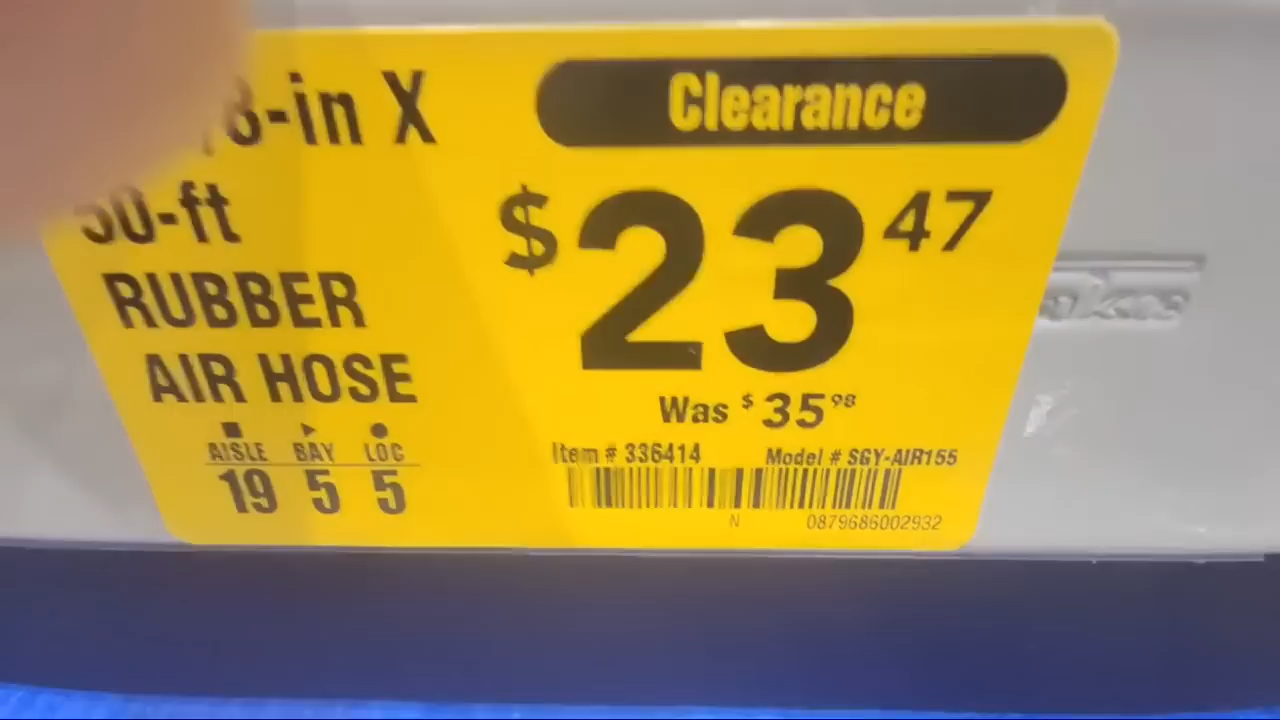 8-in X
50-ft
RUBBER
AIR HOSE
AISLE BAY LOC
19 5 5
Clearance
$23 47
Was $35 98
Item # 336414 Model # SGY-AIR155
N 0879686002932